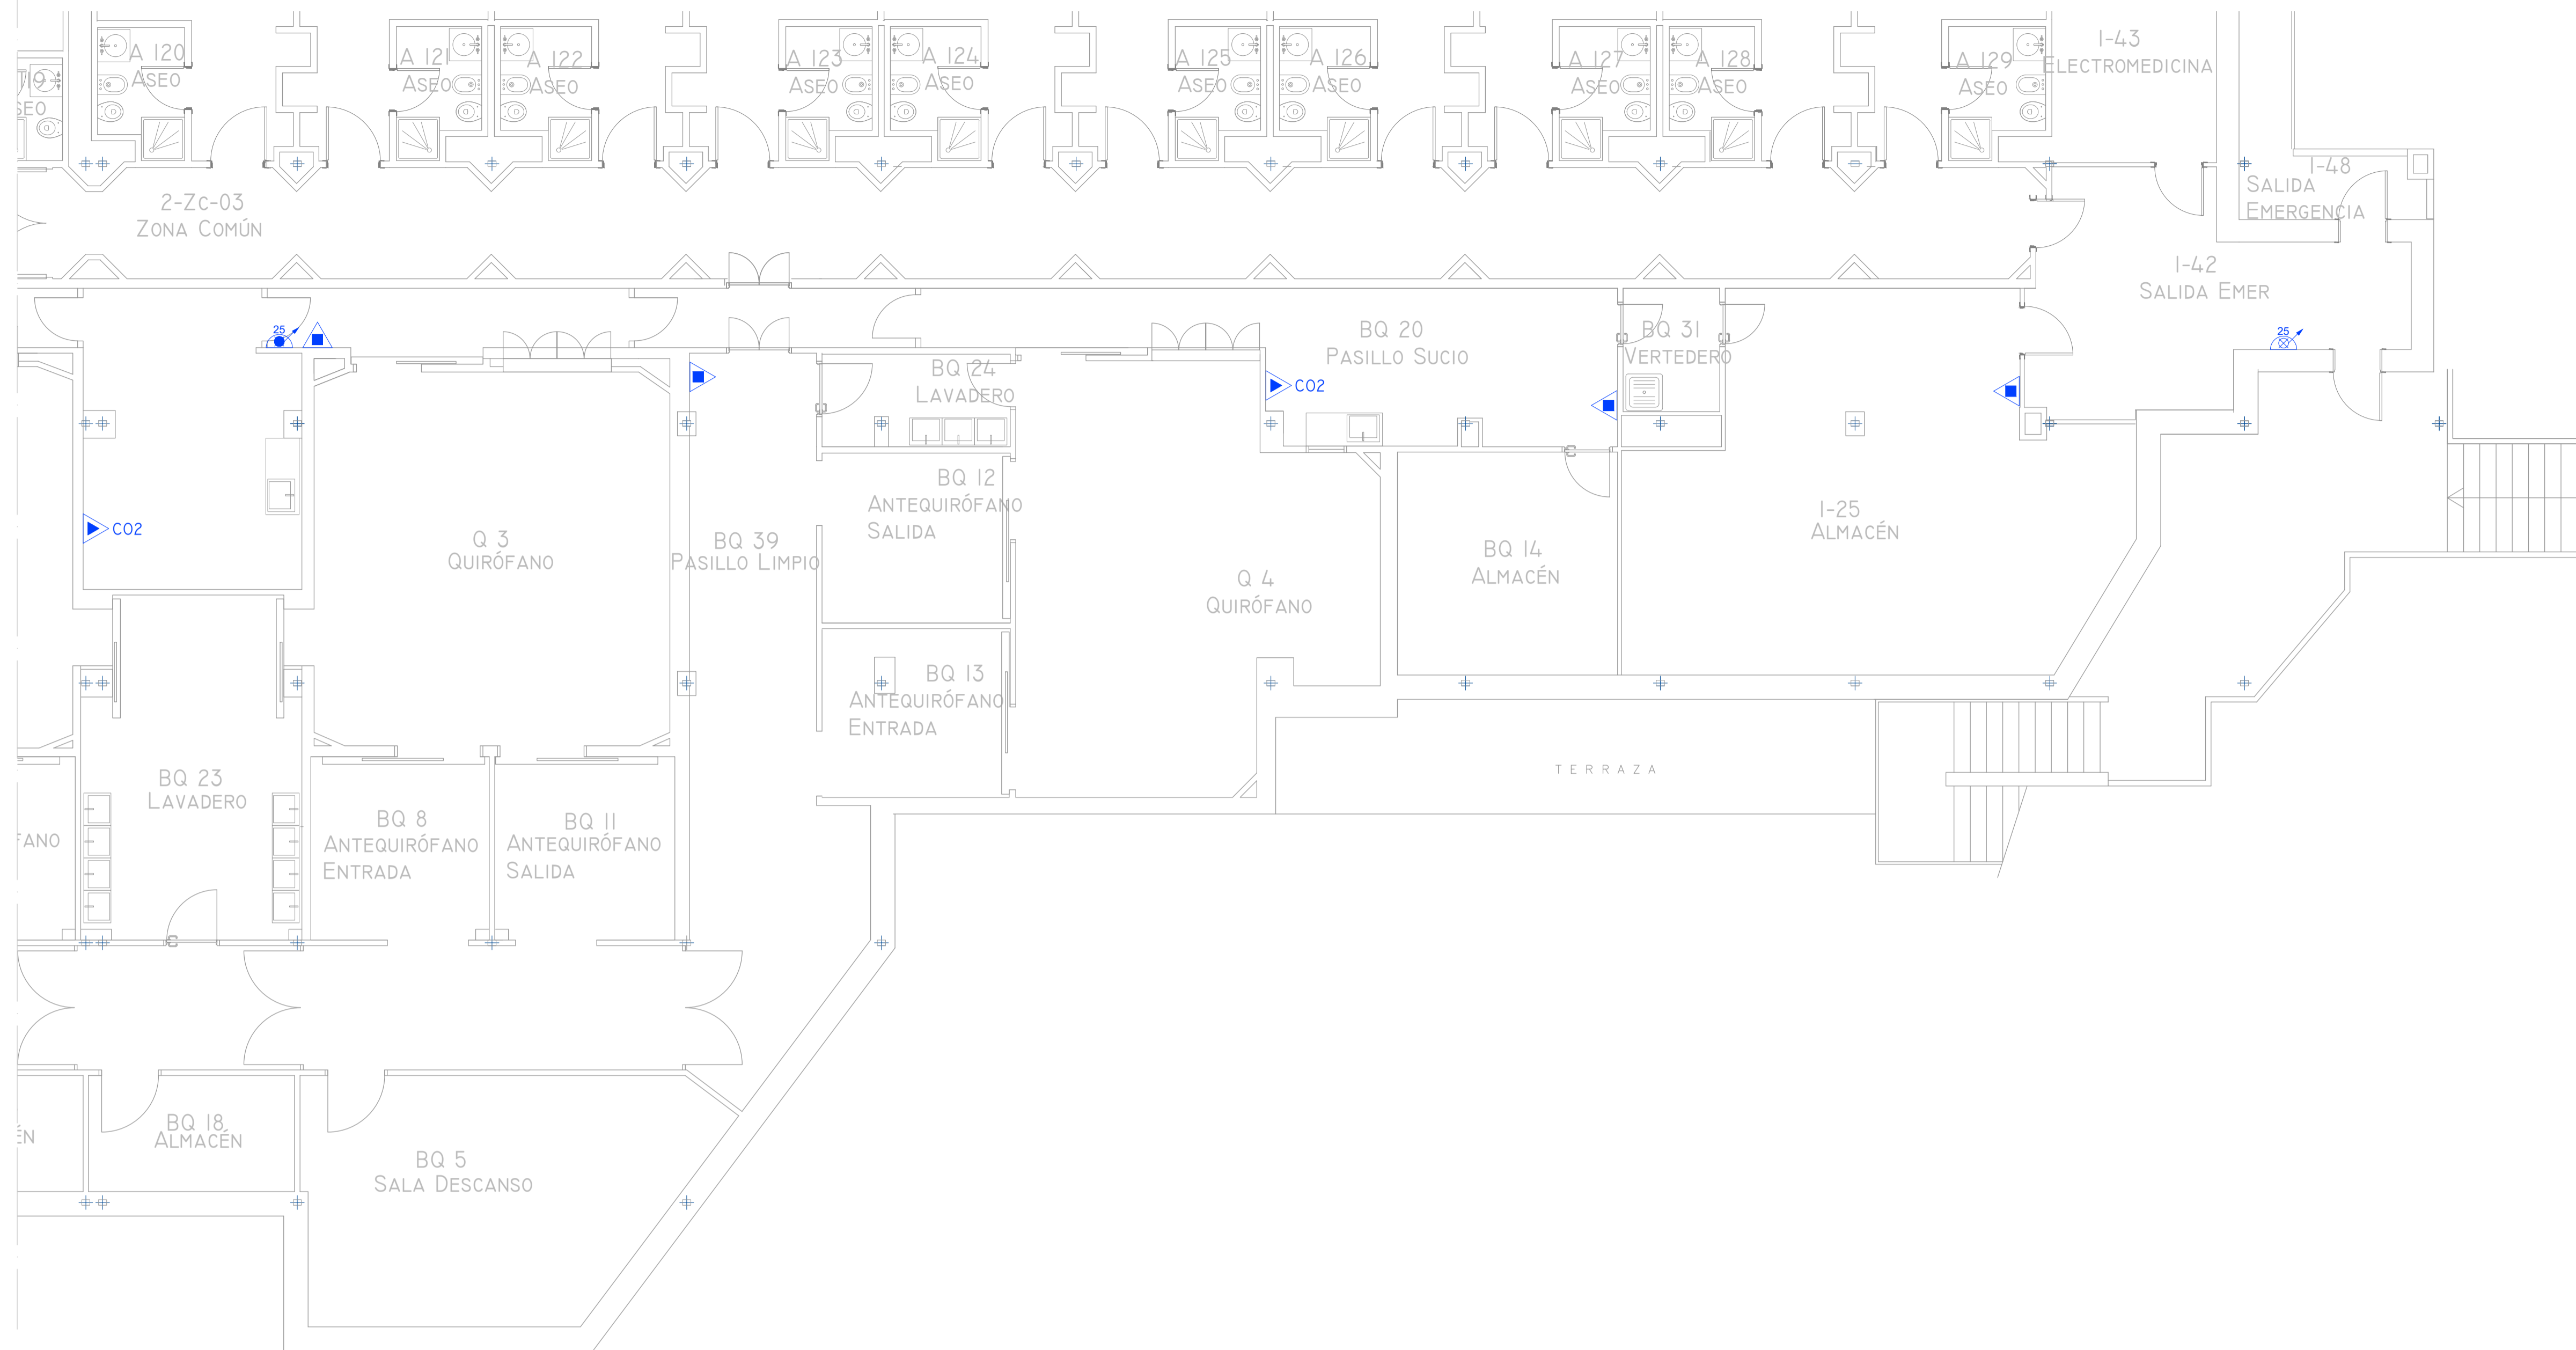 A 120
ASEO
A 121
ASEO
A 122
ASEO
A 123
ASEO
A 124
ASEO
A 125
ASEO
A 126
ASEO
A 127
ASEO
A 128
ASEO
A 129
ASEO
I-43
ELECTROMEDICINA
I-48
SALIDA
EMERGENCIA
2-ZC-03
ZONA COMÚN
I-42
SALIDA EMER
25
25
BQ 20
PASILLO SUCIO
BQ 31
VERTEDERO
BQ 24
LAVADERO
CO2
CO2
BQ 12
ANTEQUIRÓFANO
SALIDA
Q 3
QUIRÓFANO
BQ 39
PASILLO LIMPIO
I-25
ALMACÉN
BQ 14
ALMACÉN
Q 4
QUIRÓFANO
BQ 13
ANTEQUIRÓFANO
ENTRADA
TERRAZA
BQ 23
LAVADERO
BQ 8
ANTEQUIRÓFANO
ENTRADA
BQ 11
ANTEQUIRÓFANO
SALIDA
BQ 18
ALMACÉN
BQ 5
SALA DESCANSO